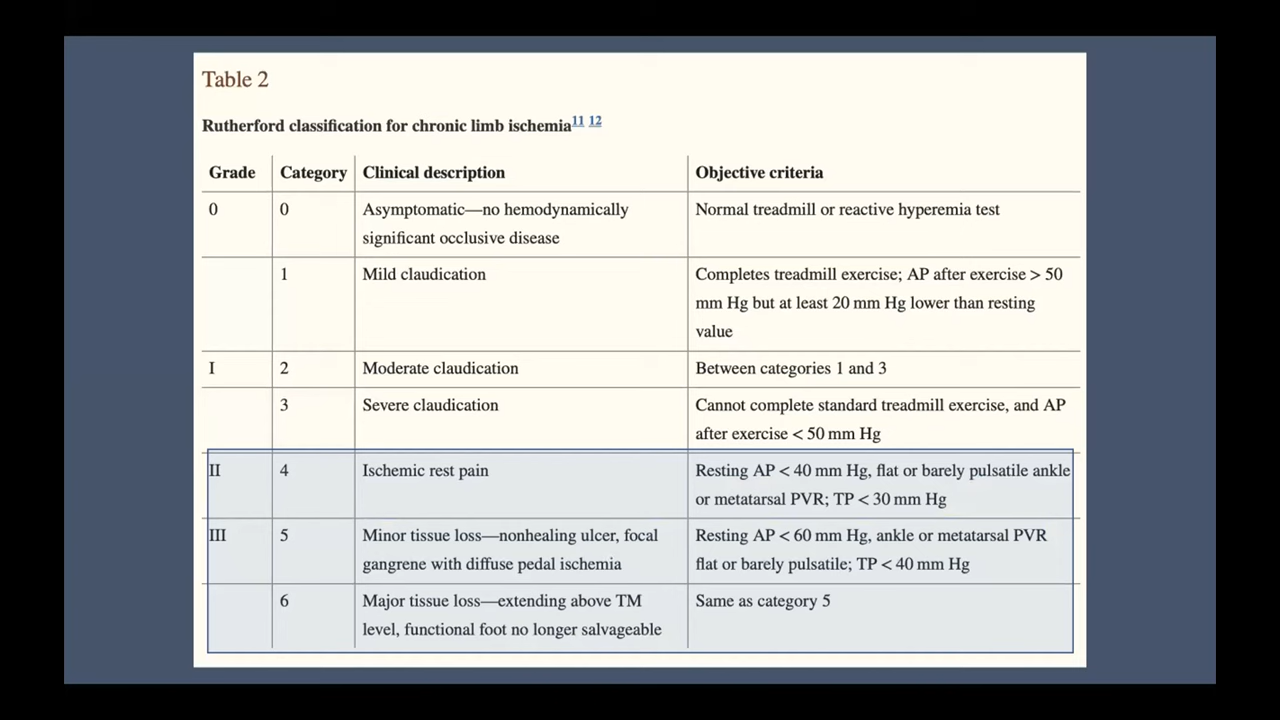 Table 2
Rutherford classification for chronic limb ischemia11 12
Grade Category Clinical description Objective criteria
0 0 Asymptomatic—no hemodynamically significant occlusive disease Normal treadmill or reactive hyperemia test
1 Mild claudication Completes treadmill exercise; AP after exercise > 50 mm Hg but at least 20 mm Hg lower than resting value
I 2 Moderate claudication Between categories 1 and 3
3 Severe claudication Cannot complete standard treadmill exercise, and AP after exercise < 50 mm Hg
II 4 Ischemic rest pain Resting AP < 40 mm Hg, flat or barely pulsatile ankle or metatarsal PVR; TP < 30 mm Hg
III 5 Minor tissue loss—nonhealing ulcer, focal gangrene with diffuse pedal ischemia Resting AP < 60 mm Hg, ankle or metatarsal PVR flat or barely pulsatile; TP < 40 mm Hg
6 Major tissue loss—extending above TM level, functional foot no longer salvageable Same as category 5